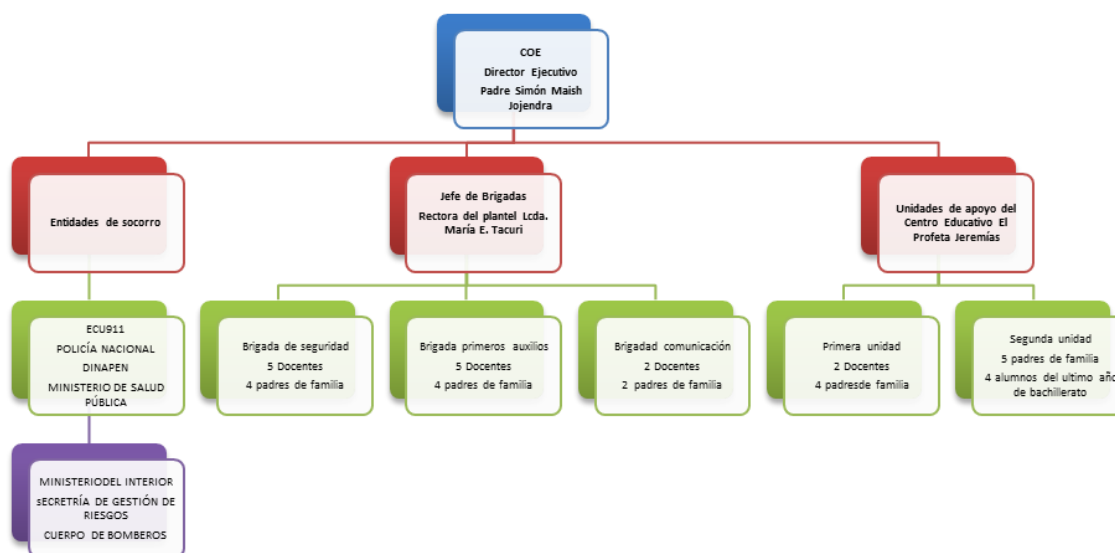 COE
Director Ejecutivo
Padre Simón Maish
Jojendra
Entidades de socorro
Jefe de Brigadas
Rectora del plantel Lcda.
María E. Tacuri
Unidades de apoyo del
Centro Educativo El
Profeta Jeremías
ECU911
POLICÍA NACIONAL
DINAPEN
MINISTERIO DE SALUD
PÚBLICA
Brigada de seguridad
5 Docentes
4 padres de familia
Brigada primeros auxilios
5 Docentes
4 padres de familia
Brigadad comunicación
2 Docentes
2 padres de familia
Primera unidad
2 Docentes
4 padresde familia
Segunda unidad
5 padres de familia
4 alumnos del ultimo año
de bachillerato
MINISTERIODEL INTERIOR
sECRETRÍA DE GESTIÓN DE
RIESGOS
CUERPO DE BOMBEROS